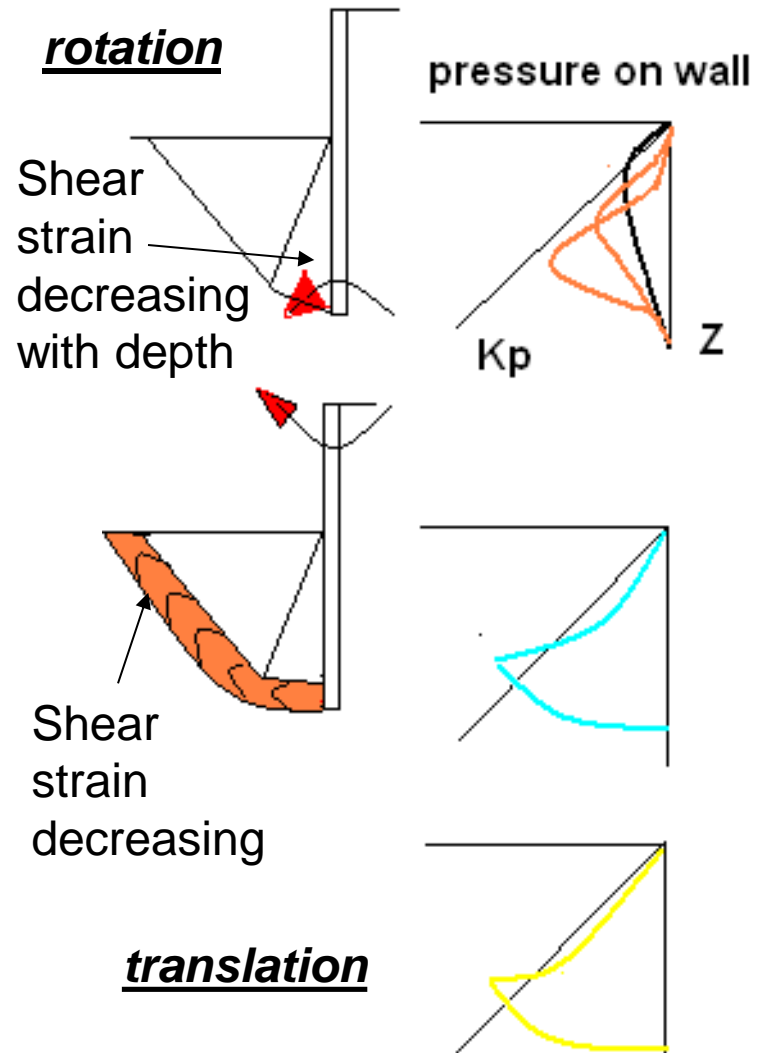 rotation
pressure on wall
Shear
strain
decreasing
with depth
Kp
Z
Shear
strain
decreasing
translation